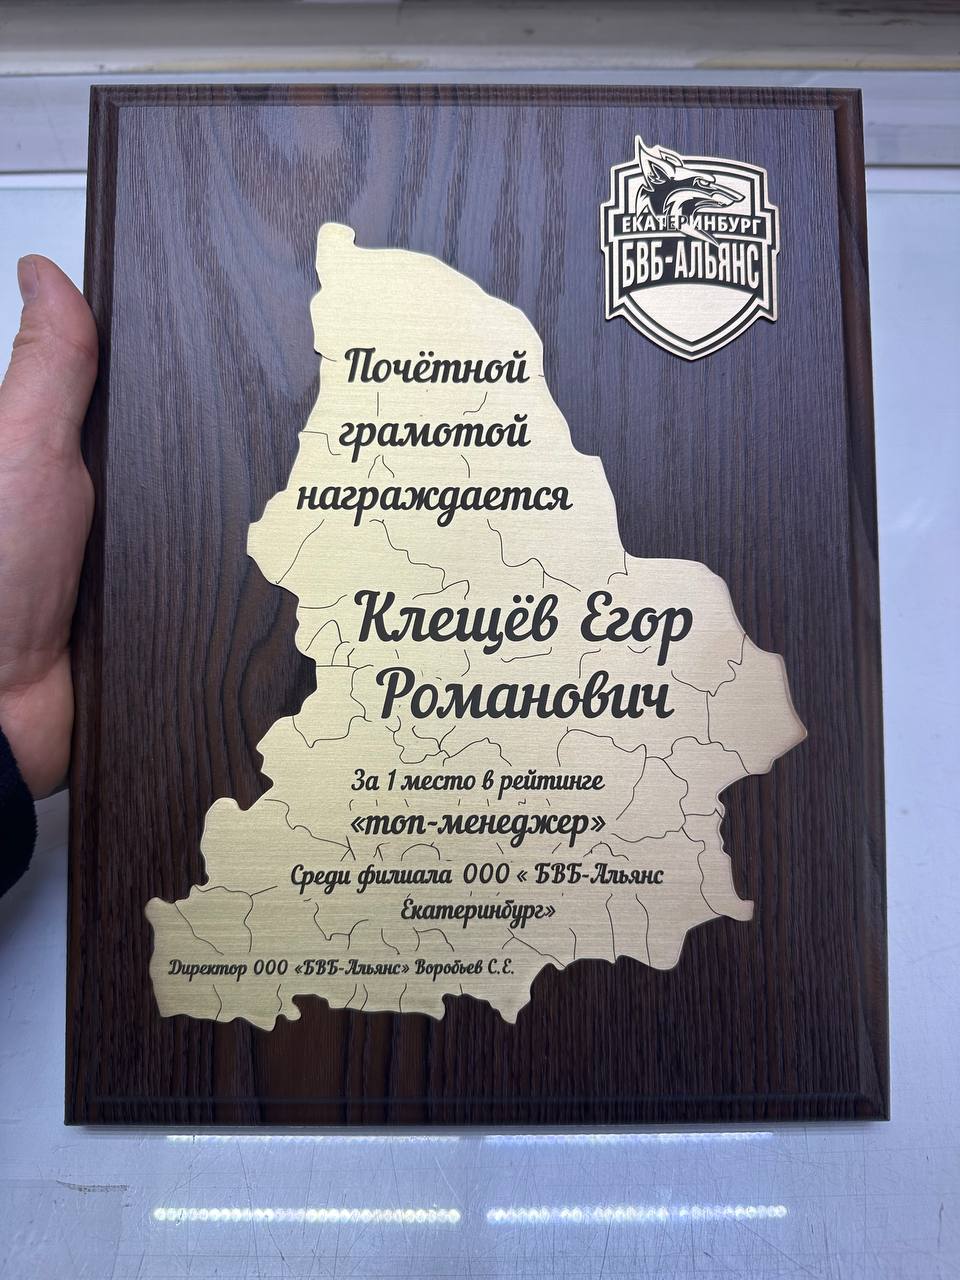 ЕКАТЕРИНБУРГ
БВБ-АЛЬЯНС
Почётной
грамотой
награждается
Клещёв Егор
Романович
За 1 место в рейтинге
«топ-менеджер»
Среди филиала ООО « БВБ-Альянс
Екатеринбург»
Директор ООО «БВБ-Альянс» Воробьев С.Е.